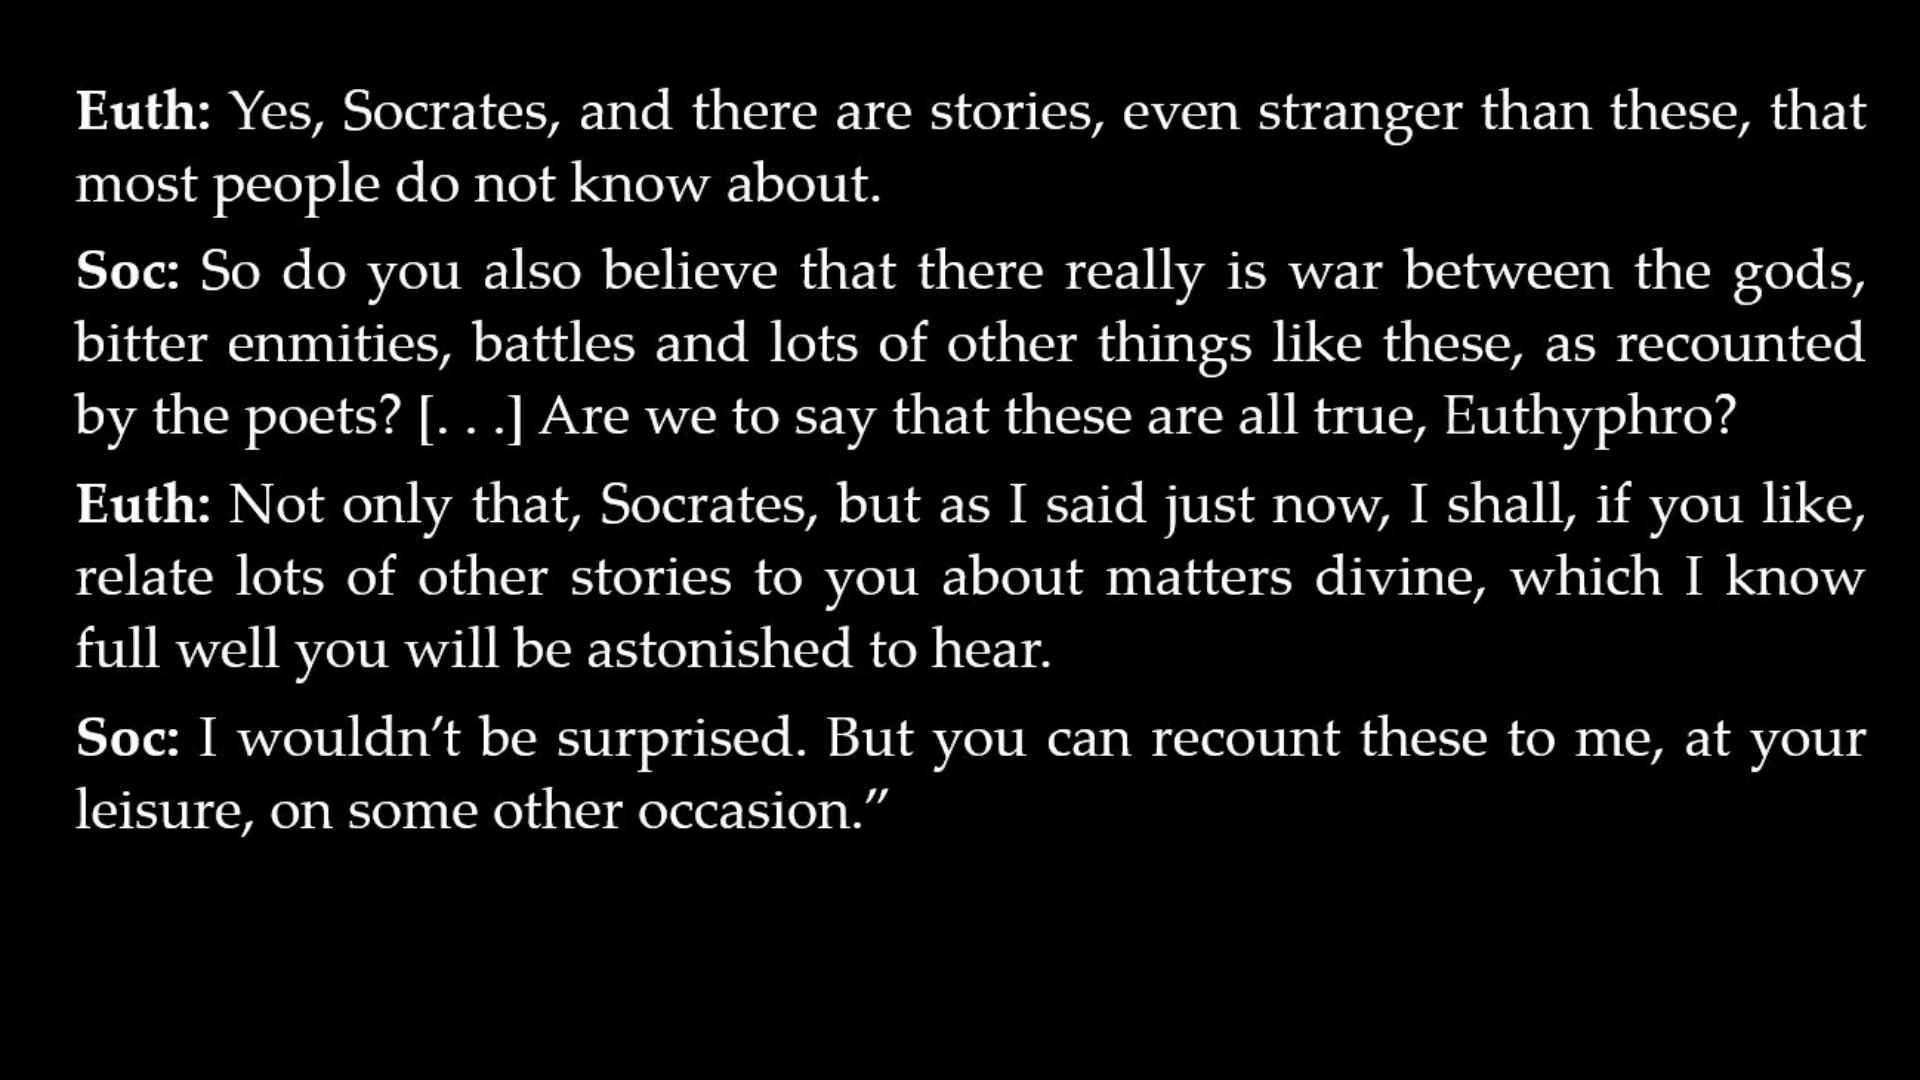 Euth: Yes, Socrates, and there are stories, even stranger than these, that
most people do not know about.
Soc: So do you also believe that there really is war between the gods,
bitter enmities, battles and lots of other things like these, as recounted
by the poets? [. . .] Are we to say that these are all true, Euthyphro?
Euth: Not only that, Socrates, but as I said just now, I shall, if you like,
relate lots of other stories to you about matters divine, which I know
full well you will be astonished to hear.
Soc: I wouldn’t be surprised. But you can recount these to me, at your
leisure, on some other occasion.”